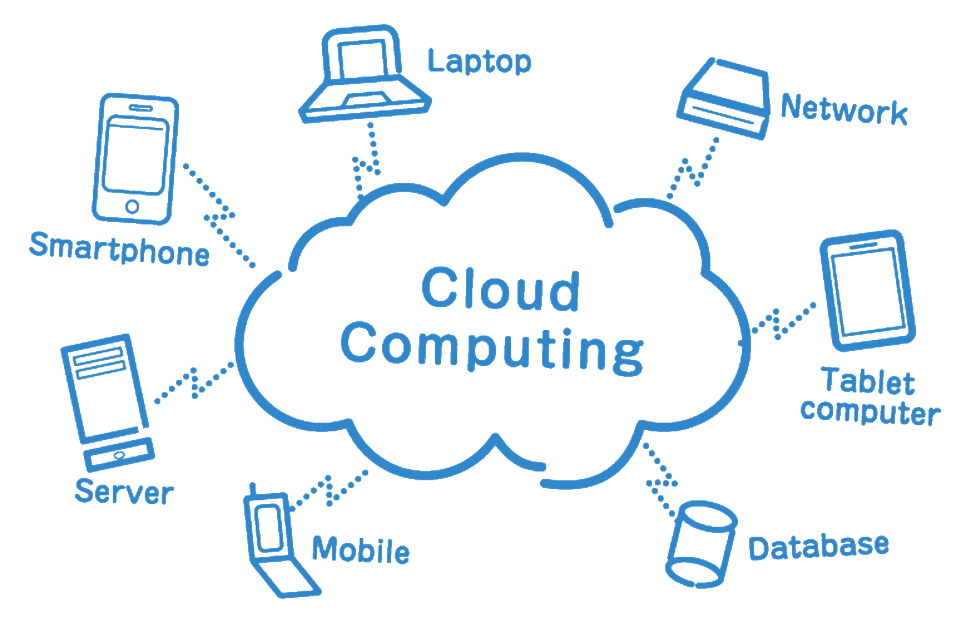 Laptop
Network
Smartphone
Cloud
Computing
Tablet
computer
Server
Mobile
Database